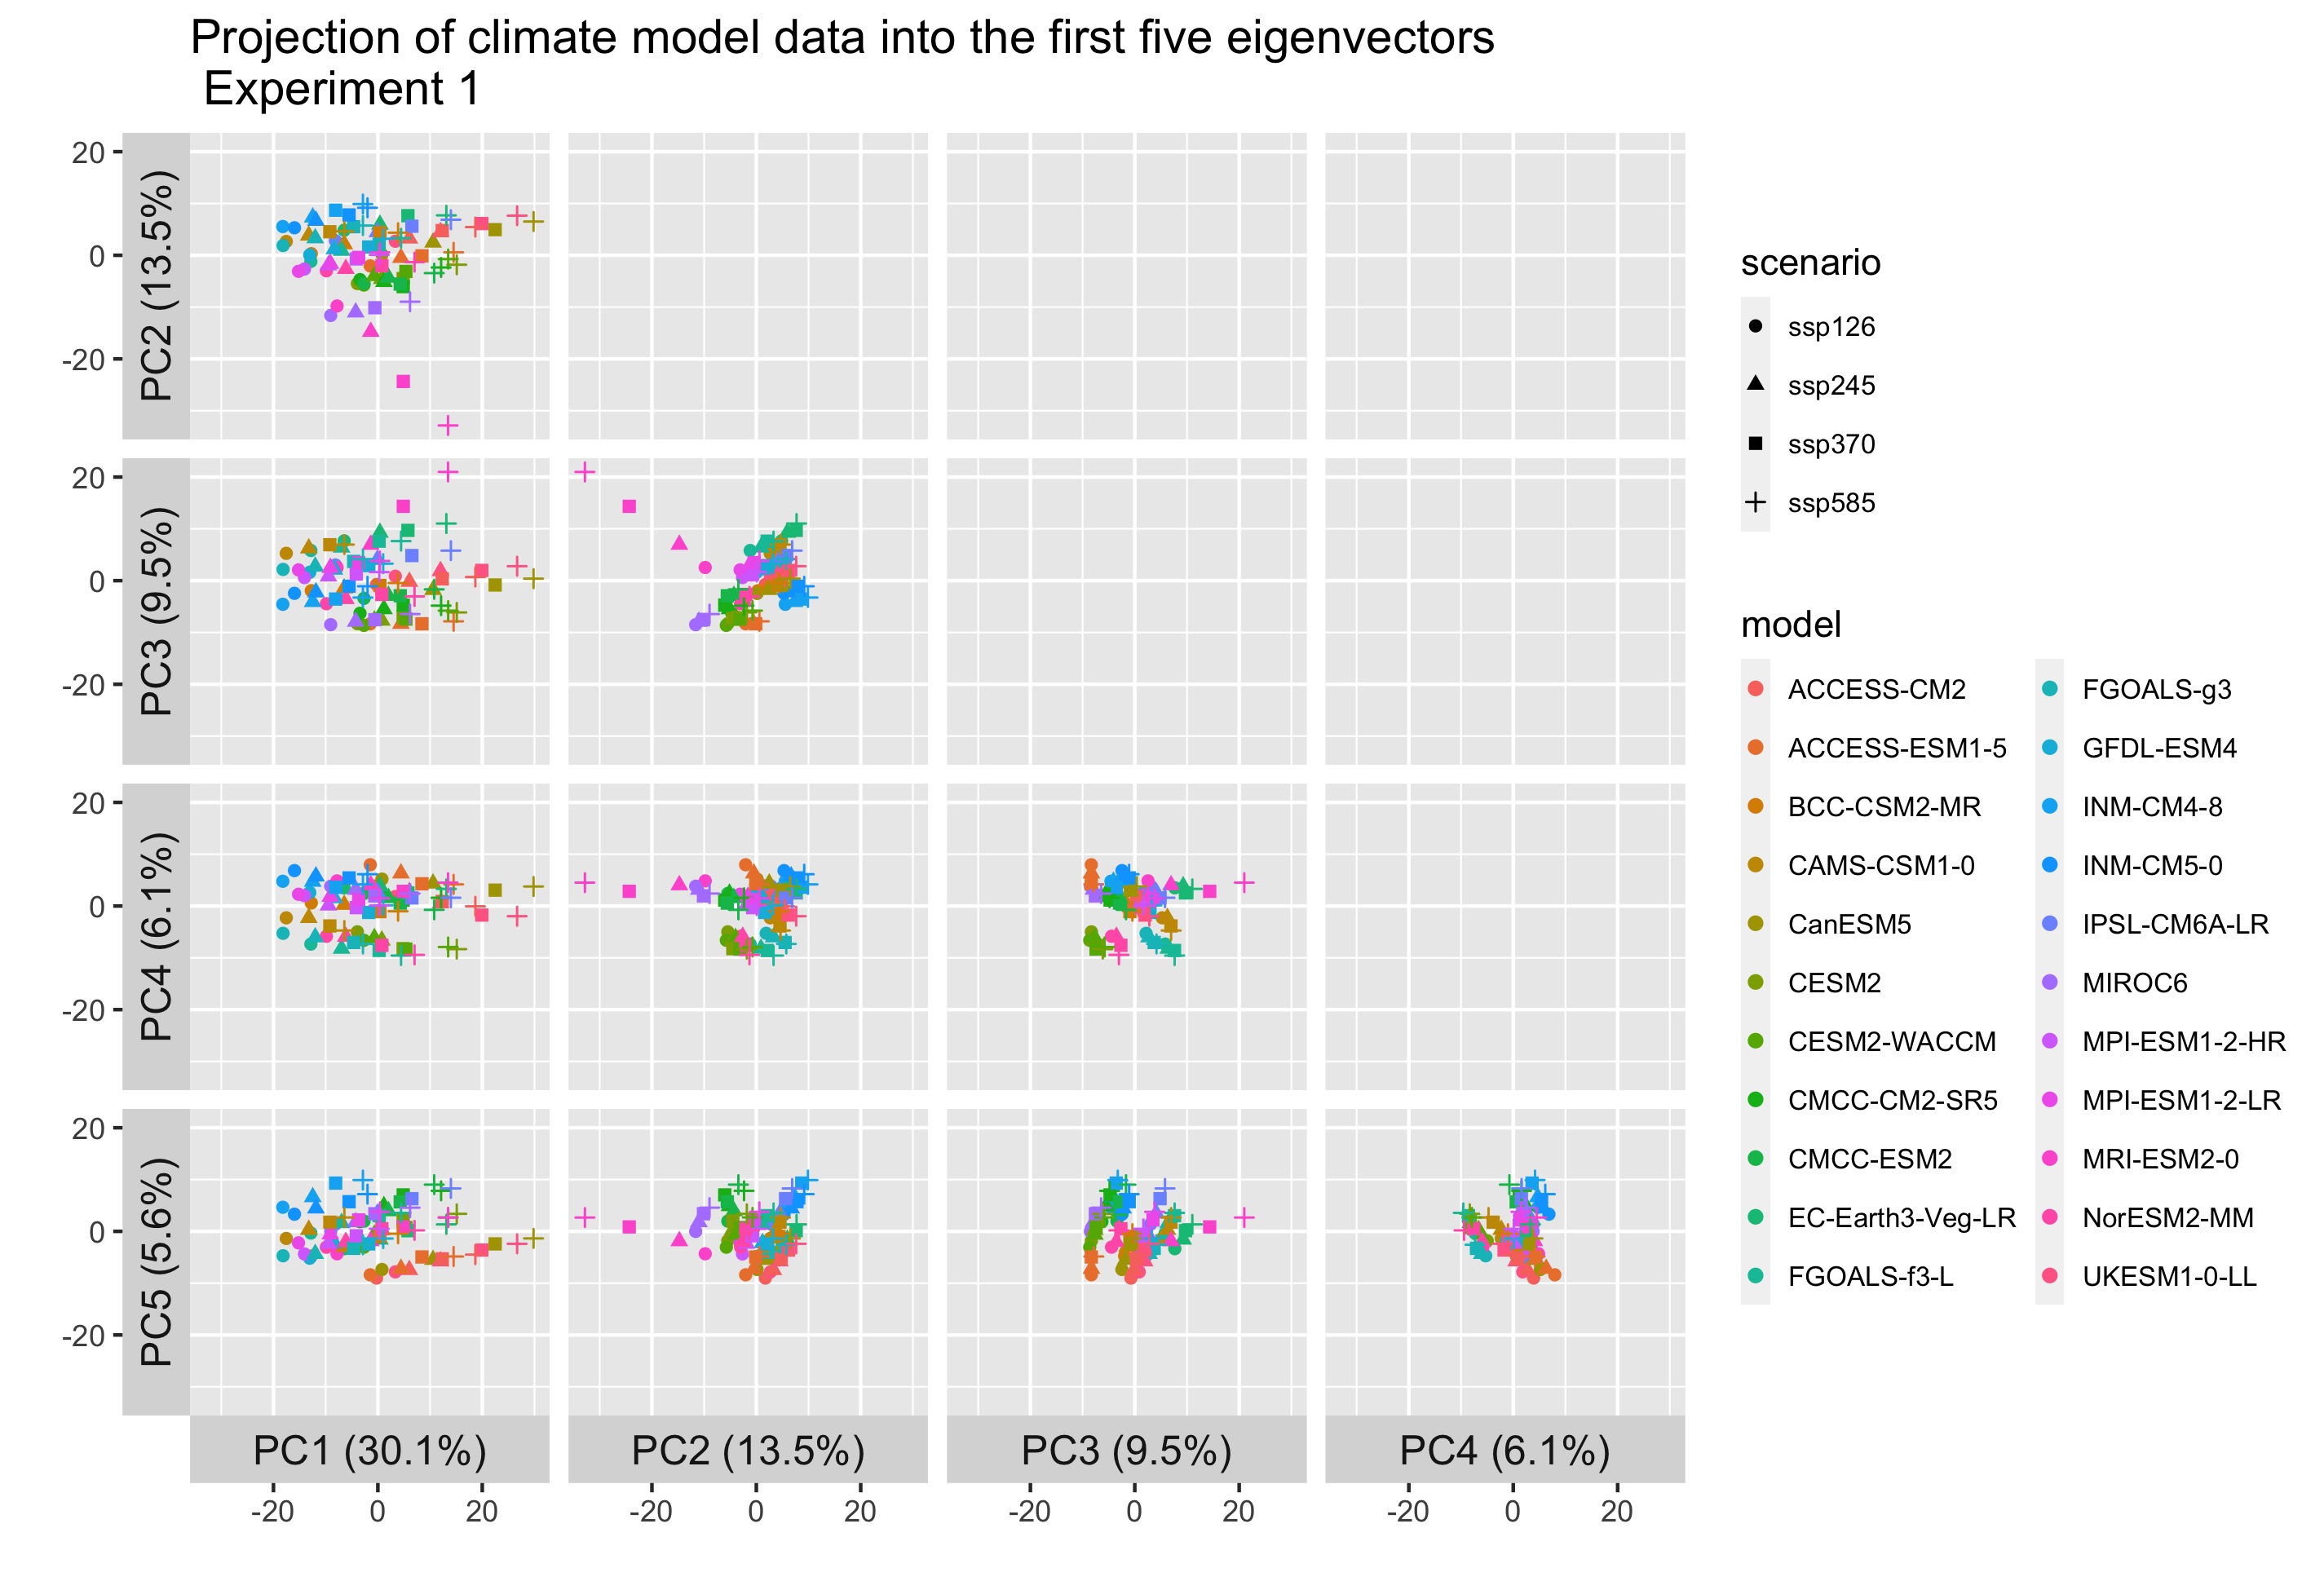 Projection of climate model data into the first five eigenvectors
Experiment 1
PC2 (13.5%)
20
0
-20
PC3 (9.5%)
20
0
-20
PC4 (6.1%)
20
0
-20
PC5 (5.6%)
20
0
-20
PC1 (30.1%)
PC2 (13.5%)
PC3 (9.5%)
PC4 (6.1%)
-20 0 20
-20 0 20
-20 0 20
-20 0 20
scenario
ssp126
ssp245
ssp370
ssp585
model
ACCESS-CM2
ACCESS-ESM1-5
BCC-CSM2-MR
CAMS-CSM1-0
CanESM5
CESM2
CESM2-WACCM
CMCC-CM2-SR5
CMCC-ESM2
EC-Earth3-Veg-LR
FGOALS-f3-L
FGOALS-g3
GFDL-ESM4
INM-CM4-8
INM-CM5-0
IPSL-CM6A-LR
MIROC6
MPI-ESM1-2-HR
MPI-ESM1-2-LR
MRI-ESM2-0
NorESM2-MM
UKESM1-0-LL